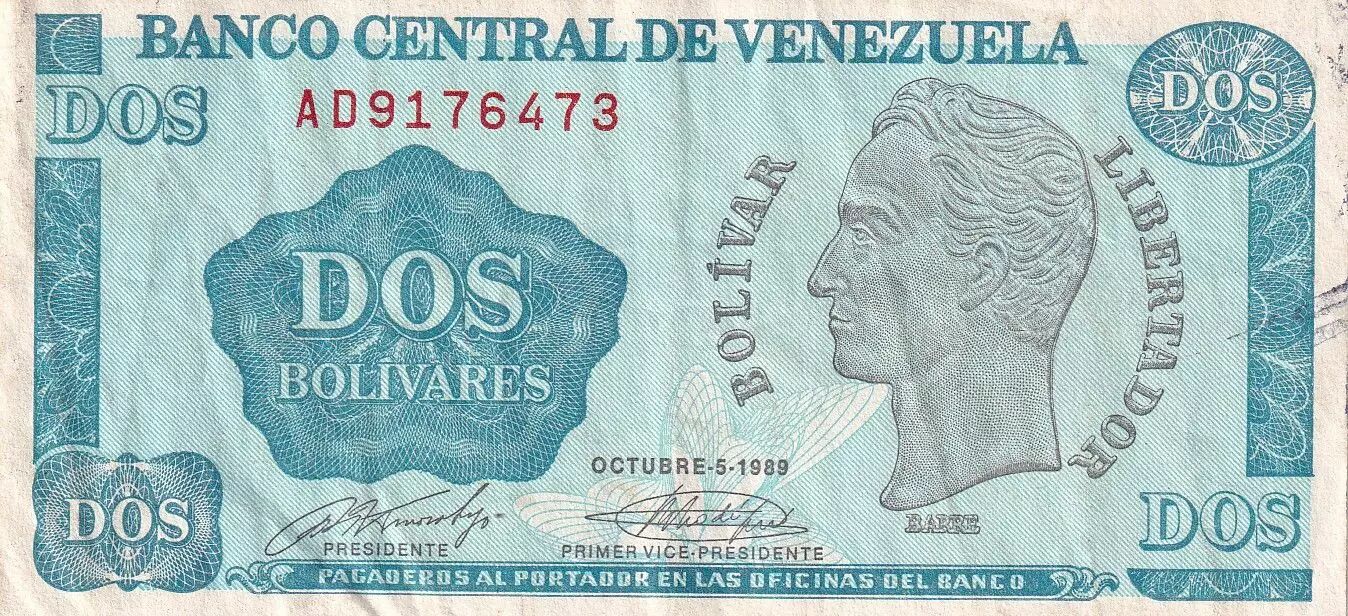 BANCO CENTRAL DE VENEZUELA
DOS
DOS
AD9176473
BOLÍVAR
LIBERTADOR
DOS
BOLÍVARES
OCTUBRE-5-1989
BARRE
DOS
DOS
PRESIDENTE
PRIMER VICE-PRESIDENTE
PAGADEROS AL PORTADOR EN LAS OFICINAS DEL BANCO